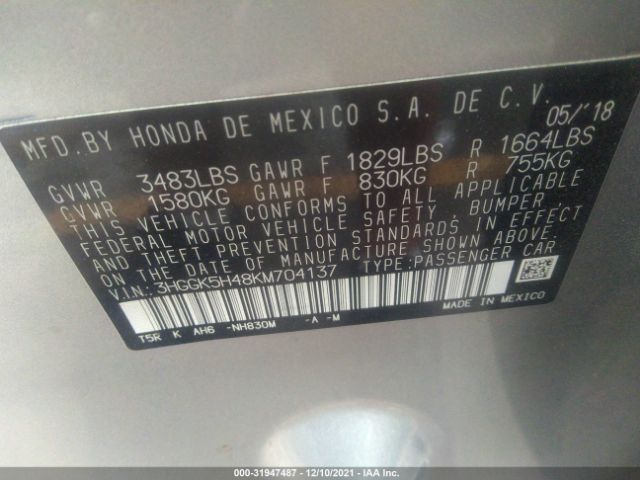 MFD.BY HONDA DE MEXICO S.A. DE C.V. 05/'18
GVWR 3483LBS GAWR F 1829LBS R 1664LBS
GVWR 1580KG GAWR F 830KG R 755KG
THIS VEHICLE CONFORMS TO ALL APPLICABLE
FEDERAL MOTOR VEHICLE SAFETY, BUMPER,
AND THEFT PREVENTION STANDARDS IN EFFECT
ON THE DATE OF MANUFACTURE SHOWN ABOVE.
VIN: 3HGGK5H48KM704137 TYPE:PASSENGER CAR
MADE IN MEXICO
T5R K AH6 -NH830M -A -M
000-31947487 - 12/10/2021 - IAA Inc.